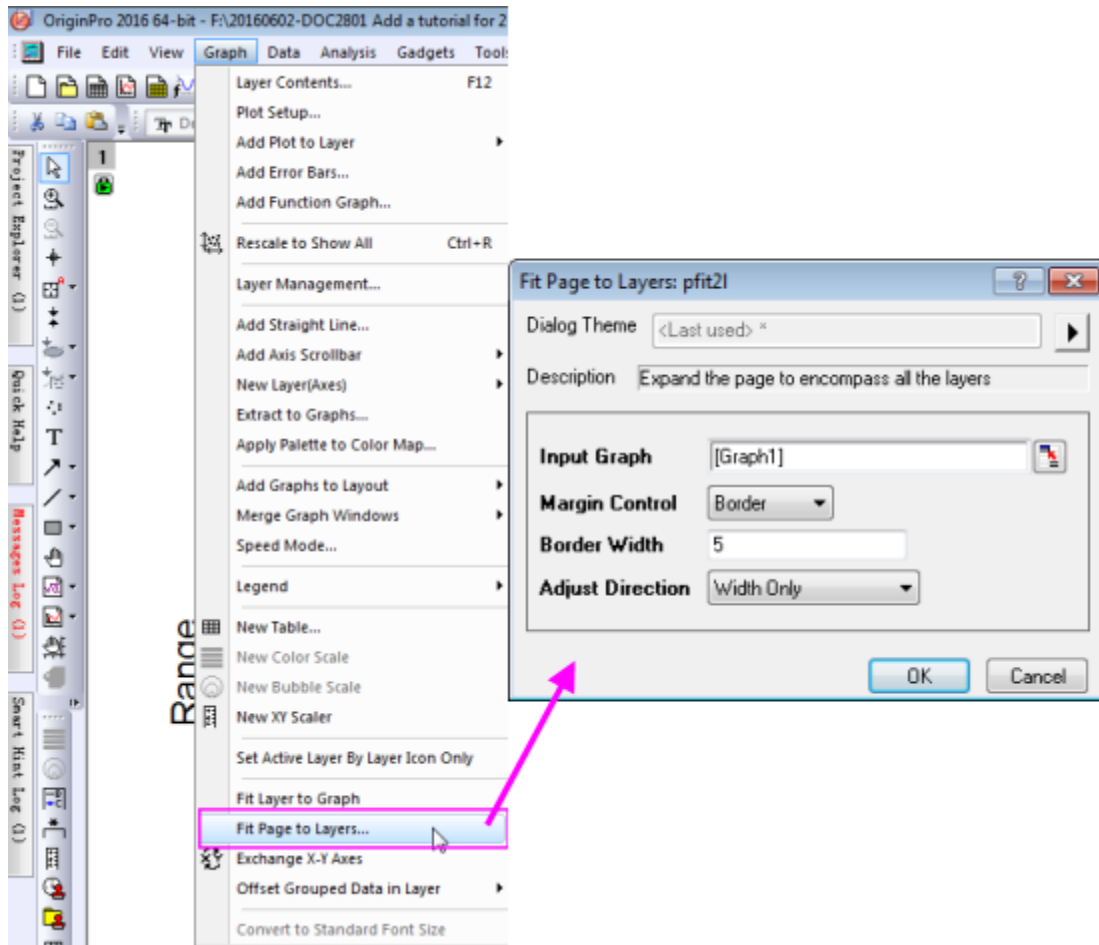 OriginPro 2016 64-bit - F:\20160602-DOC2801 Add a tutorial for 2
File Edit View Graph Data Analysis Gadgets Tool
Layer Contents... F12
Plot Setup...
Add Plot to Layer
Add Error Bars...
Add Function Graph...
Rescale to Show All Ctrl+R
Layer Management...
Add Straight Line...
Add Axis Scrollbar
New Layer(Axes)
Extract to Graphs...
Apply Palette to Color Map...
Add Graphs to Layout
Merge Graph Windows
Speed Mode...
Legend
New Table...
New Color Scale
New Bubble Scale
New XY Scaler
Set Active Layer By Layer Icon Only
Fit Layer to Graph
Fit Page to Layers...
Exchange X-Y Axes
Offset Grouped Data in Layer
Convert to Standard Font Size
1
Project Explorer (1)
Quick Help
Messages Log (1)
Smart Hint Log (1)
T
Range
Fit Page to Layers: pfit2l
Dialog Theme <Last used> *
Description Expand the page to encompass all the layers
Input Graph [Graph1]
Margin Control Border
Border Width 5
Adjust Direction Width Only
OK Cancel